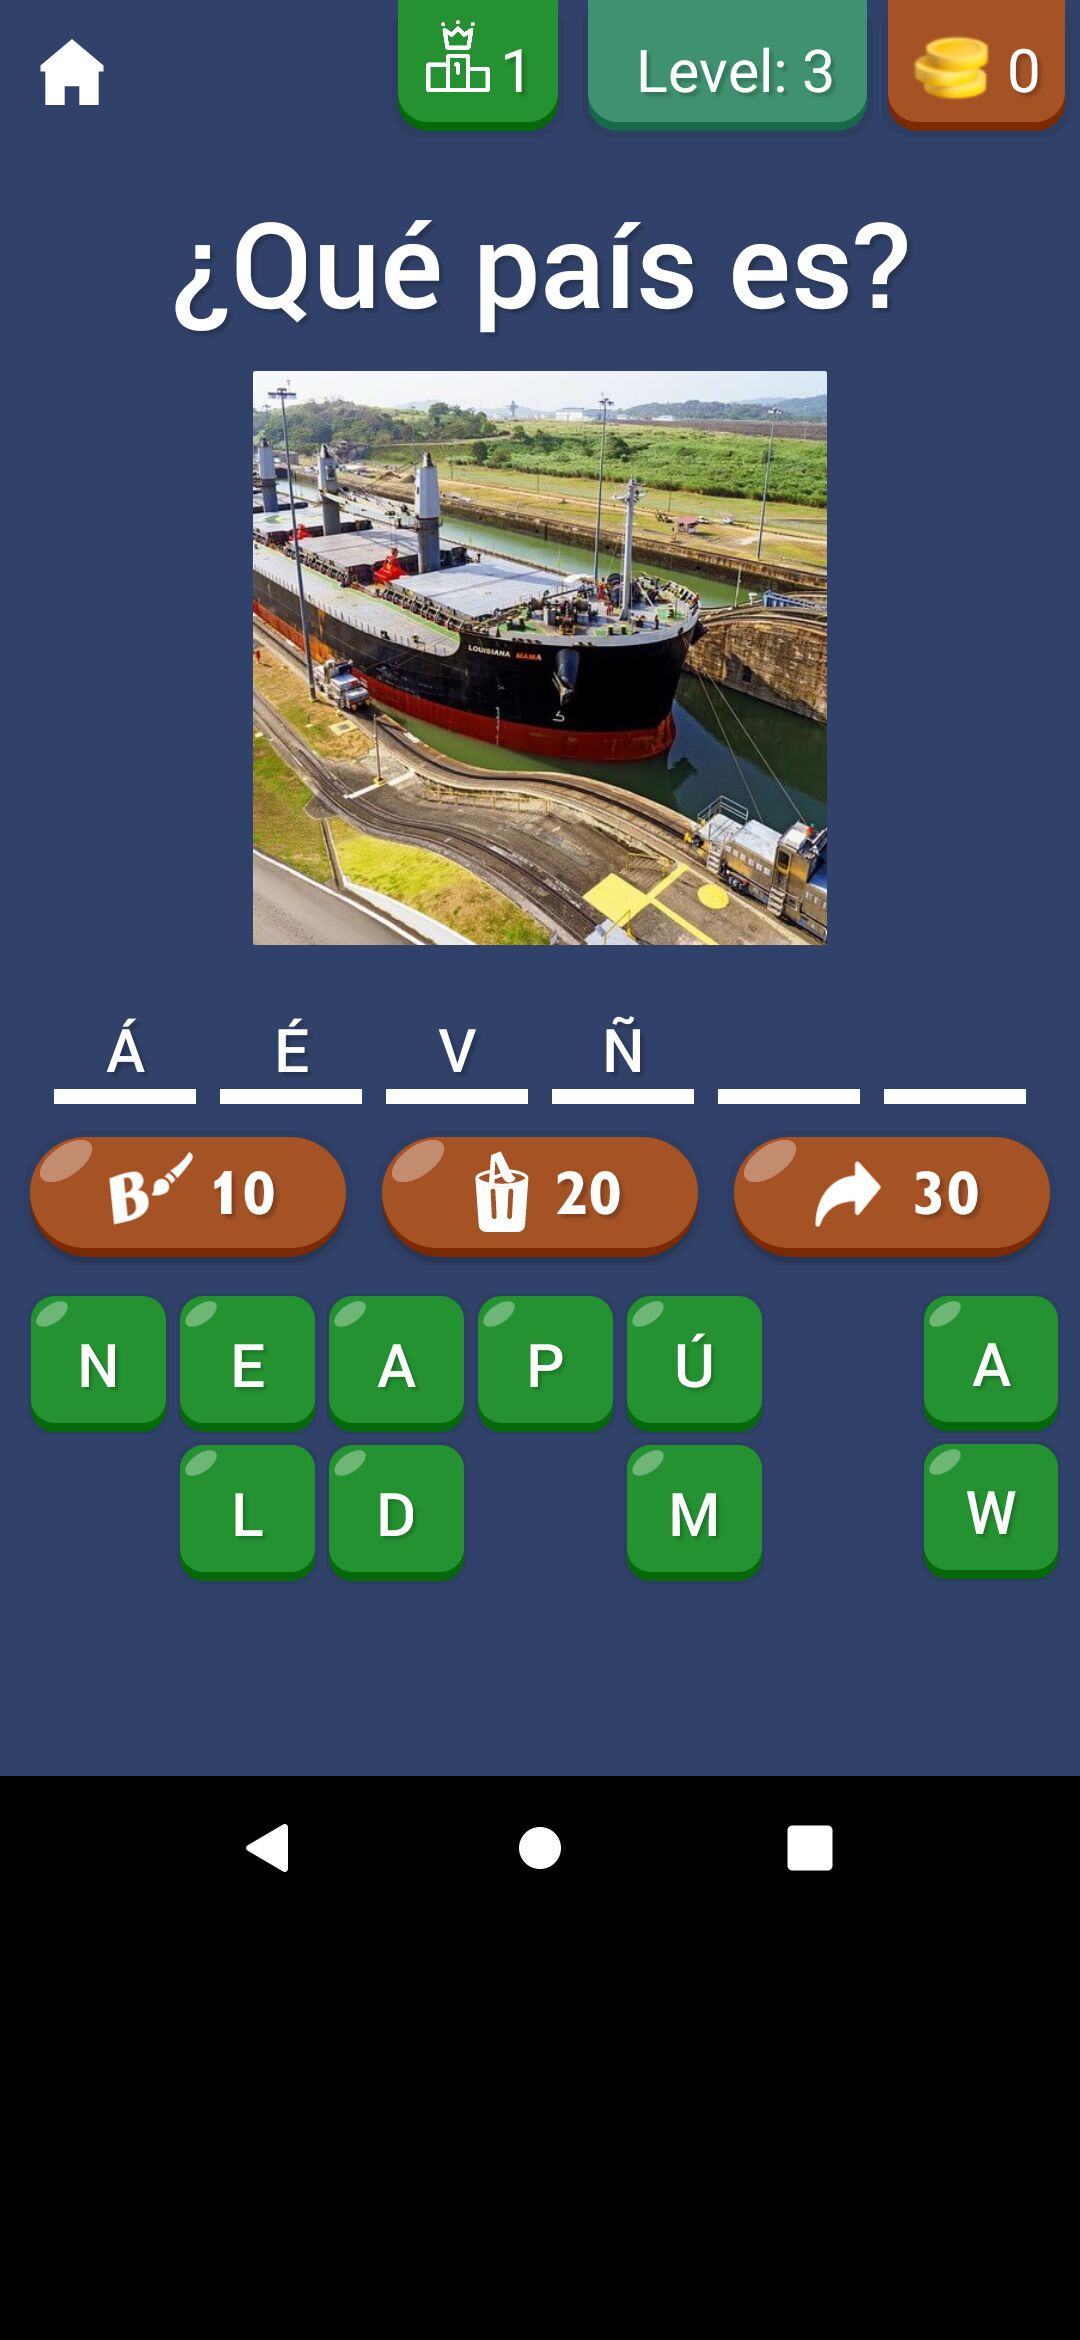 1 Level: 3 0
¿Qué país es?
LOUISIANA MAMA
Á É V Ñ
B 10 20 30
N E A P Ú A
L D M W